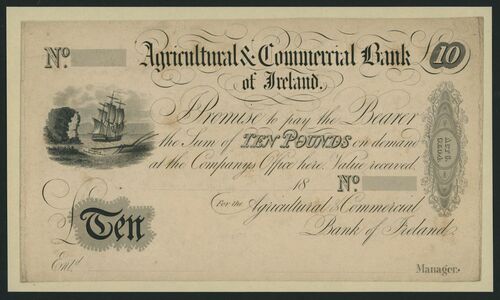 No.
Agricultural & Commercial Bank
of Ireland.
£10
I Promise to pay the Bearer
the Sum of TEN POUNDS on demand
at the Company's Office here. Value received.
18 No.
£Ten
For the Agricultural & Commercial
Bank of Ireland.
Entd.
Manager.